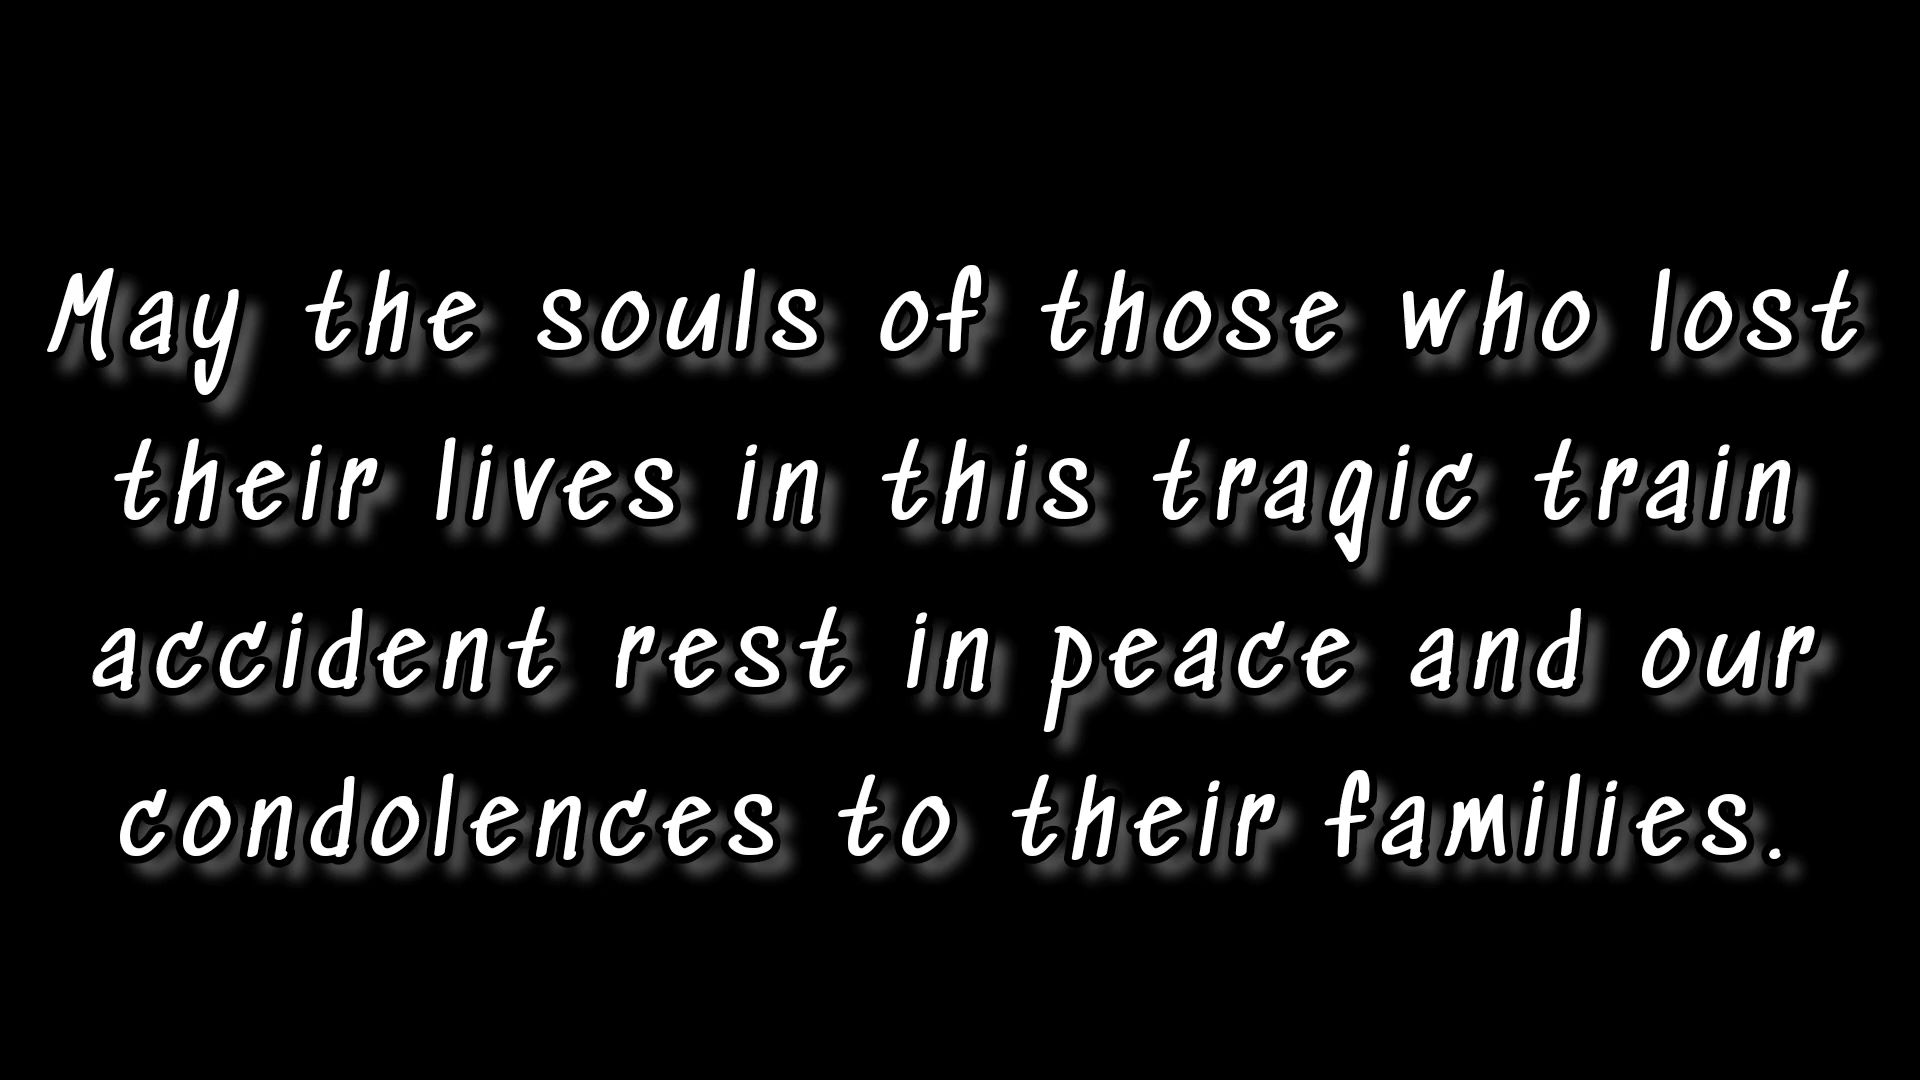 May the souls of those who lost
their lives in this tragic train
accident rest in peace and our
condolences to their families.